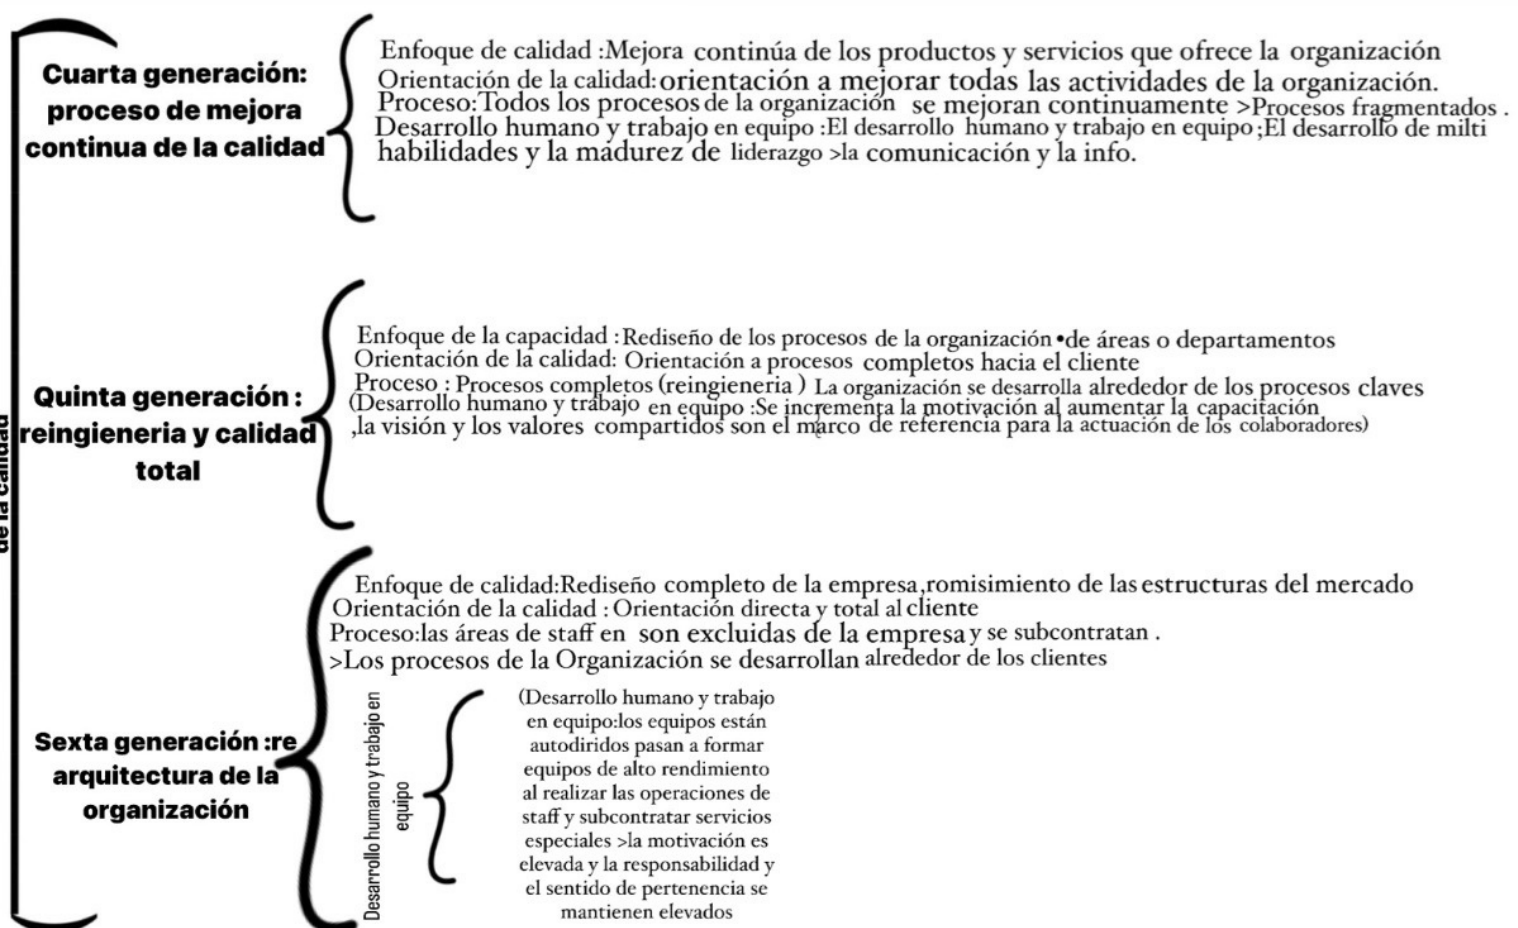 de la calidad
Cuarta generación:
proceso de mejora
continua de la calidad
Enfoque de calidad :Mejora continúa de los productos y servicios que ofrece la organización
Orientación de la calidad:orientación a mejorar todas las actividades de la organización.
Proceso:Todos los procesos de la organización se mejoran continuamente >Procesos fragmentados .
Desarrollo humano y trabajo en equipo :El desarrollo humano y trabajo en equipo ;El desarrollo de milti
habilidades y la madurez de liderazgo >la comunicación y la info.
Quinta generación :
reingieneria y calidad
total
Enfoque de la capacidad :Rediseño de los procesos de la organización •de áreas o departamentos
Orientación de la calidad: Orientación a procesos completos hacia el cliente
Proceso : Procesos completos (reingieneria ) La organización se desarrolla alrededor de los procesos claves
(Desarrollo humano y trabajo en equipo :Se incrementa la motivación al aumentar la capacitación
,la visión y los valores compartidos son el marco de referencia para la actuación de los colaboradores)
Sexta generación :re
arquitectura de la
organización
Enfoque de calidad:Rediseño completo de la empresa,romisimiento de las estructuras del mercado
Orientación de la calidad : Orientación directa y total al cliente
Proceso:las áreas de staff en son excluidas de la empresa y se subcontratan .
>Los procesos de la Organización se desarrollan alrededor de los clientes
Desarrollo humano y trabajo en
equipo
(Desarrollo humano y trabajo
en equipo:los equipos están
autodiridos pasan a formar
equipos de alto rendimiento
al realizar las operaciones de
staff y subcontratar servicios
especiales >la motivación es
elevada y la responsabilidad y
el sentido de pertenencia se
mantienen elevados